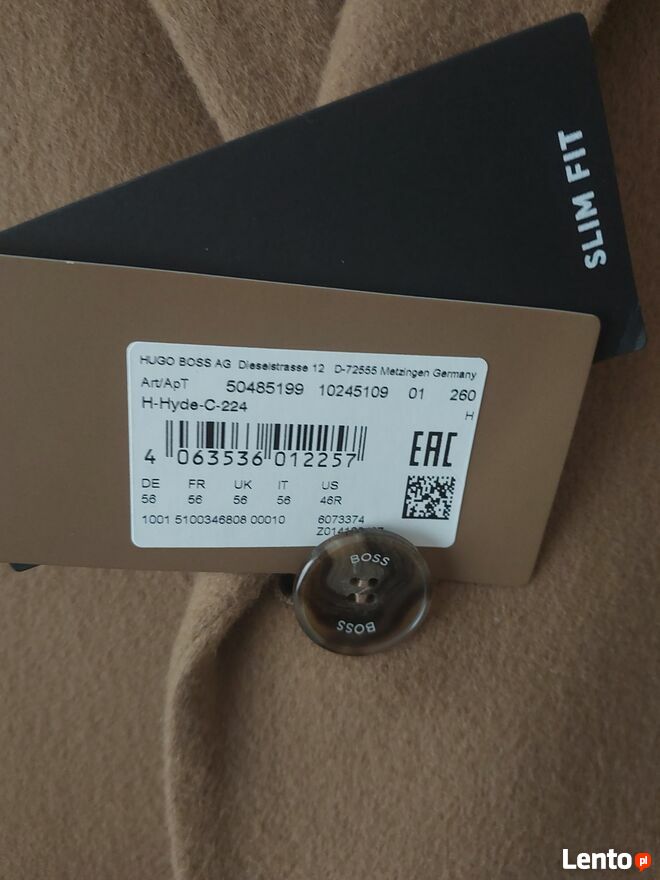 SLIM FIT
HUGO BOSS AG Dieselstrasse 12 D-72555 Metzingen Germany
Art/ApT 50485199 10245109 01 260
H-Hyde-C-224 H
4 063536 012257
EAC
DE FR UK IT US
56 56 56 56 46R
1001 5100346808 00010 6073374
BOSS
BOSS
Lento pl